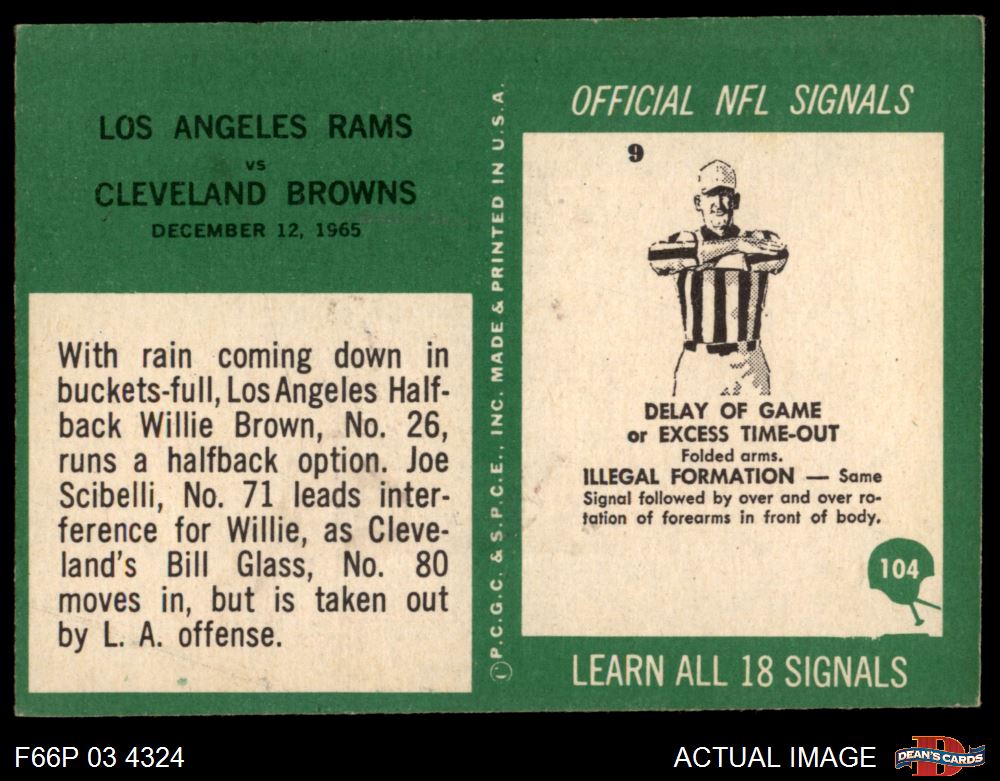 LOS ANGELES RAMS
vs
CLEVELAND BROWNS
DECEMBER 12, 1965
With rain coming down in
buckets-full, Los Angeles Half-
back Willie Brown, No. 26,
runs a halfback option. Joe
Scibelli, No. 71 leads inter-
ference for Willie, as Cleve-
land's Bill Glass, No. 80
moves in, but is taken out
by L. A. offense.
© P.C.G.C. & S.P.C.E., INC. MADE & PRINTED IN U.S.A.
OFFICIAL NFL SIGNALS
9
DELAY OF GAME
or EXCESS TIME-OUT
Folded arms.
ILLEGAL FORMATION — Same
Signal followed by over and over ro-
tation of forearms in front of body.
104
LEARN ALL 18 SIGNALS
F66P 03 4324
ACTUAL IMAGE
DEAN'S CARDS